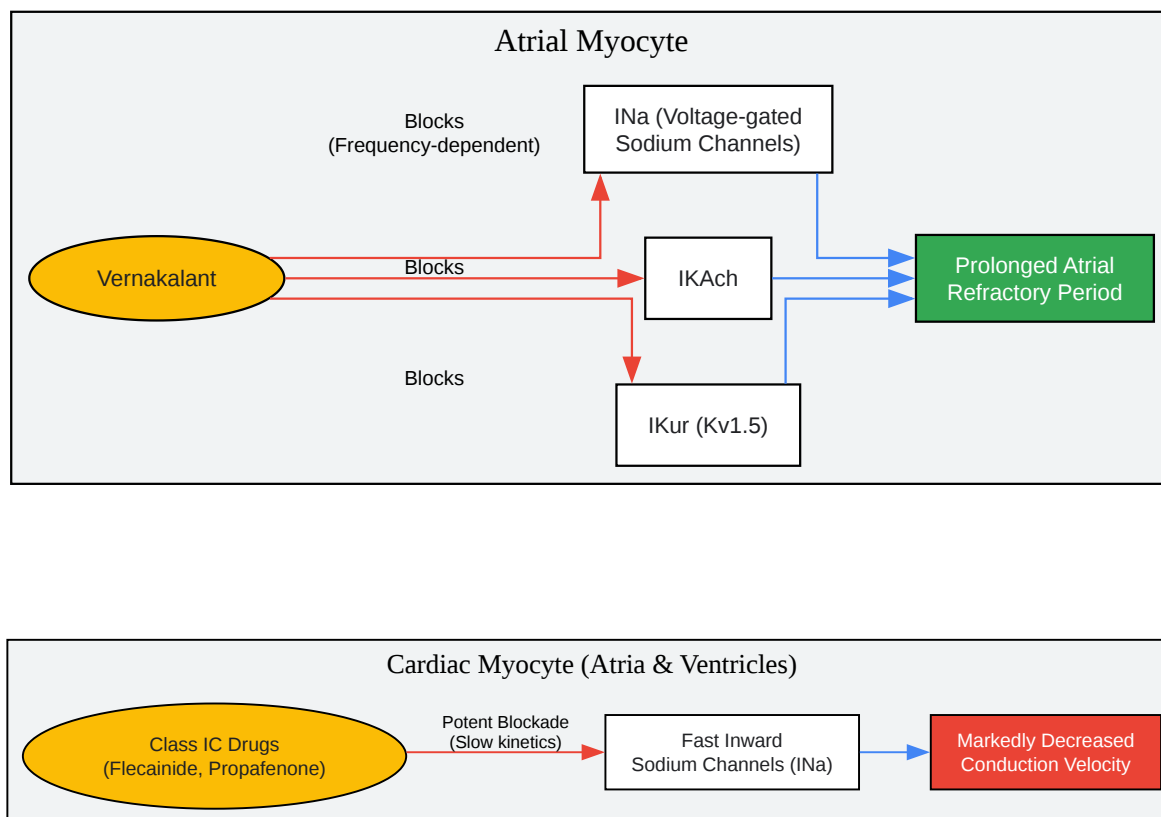 Atrial Myocyte
Blocks
(Frequency-dependent)
INa (Voltage-gated
Sodium Channels)
Vernakalant
Blocks
IKAch
Prolonged Atrial
Refractory Period
Blocks
IKur (Kv1.5)
Cardiac Myocyte (Atria & Ventricles)
Class IC Drugs
(Flecainide, Propafenone)
Potent Blockade
(Slow kinetics)
Fast Inward
Sodium Channels (INa)
Markedly Decreased
Conduction Velocity